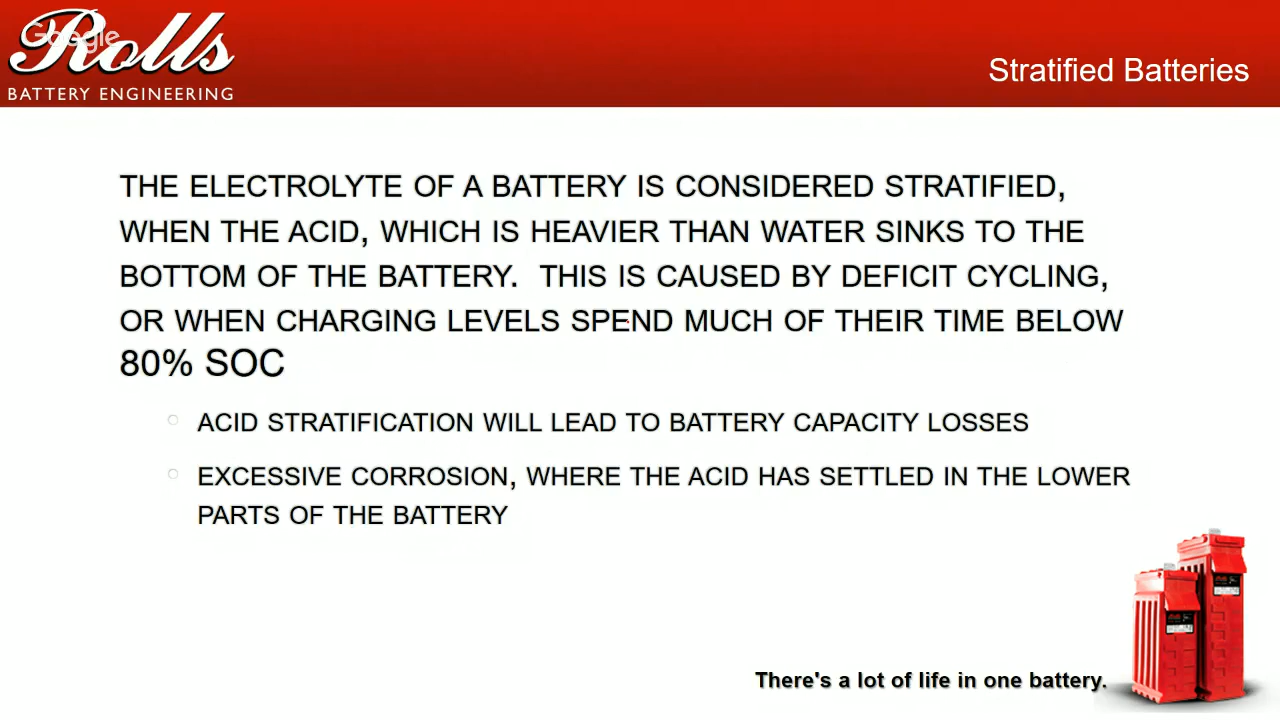 Google
Rolls
BATTERY ENGINEERING
Stratified Batteries
THE ELECTROLYTE OF A BATTERY IS CONSIDERED STRATIFIED,
WHEN THE ACID, WHICH IS HEAVIER THAN WATER SINKS TO THE
BOTTOM OF THE BATTERY. THIS IS CAUSED BY DEFICIT CYCLING,
OR WHEN CHARGING LEVELS SPEND MUCH OF THEIR TIME BELOW
80% SOC
ACID STRATIFICATION WILL LEAD TO BATTERY CAPACITY LOSSES
EXCESSIVE CORROSION, WHERE THE ACID HAS SETTLED IN THE LOWER
PARTS OF THE BATTERY
There's a lot of life in one battery.